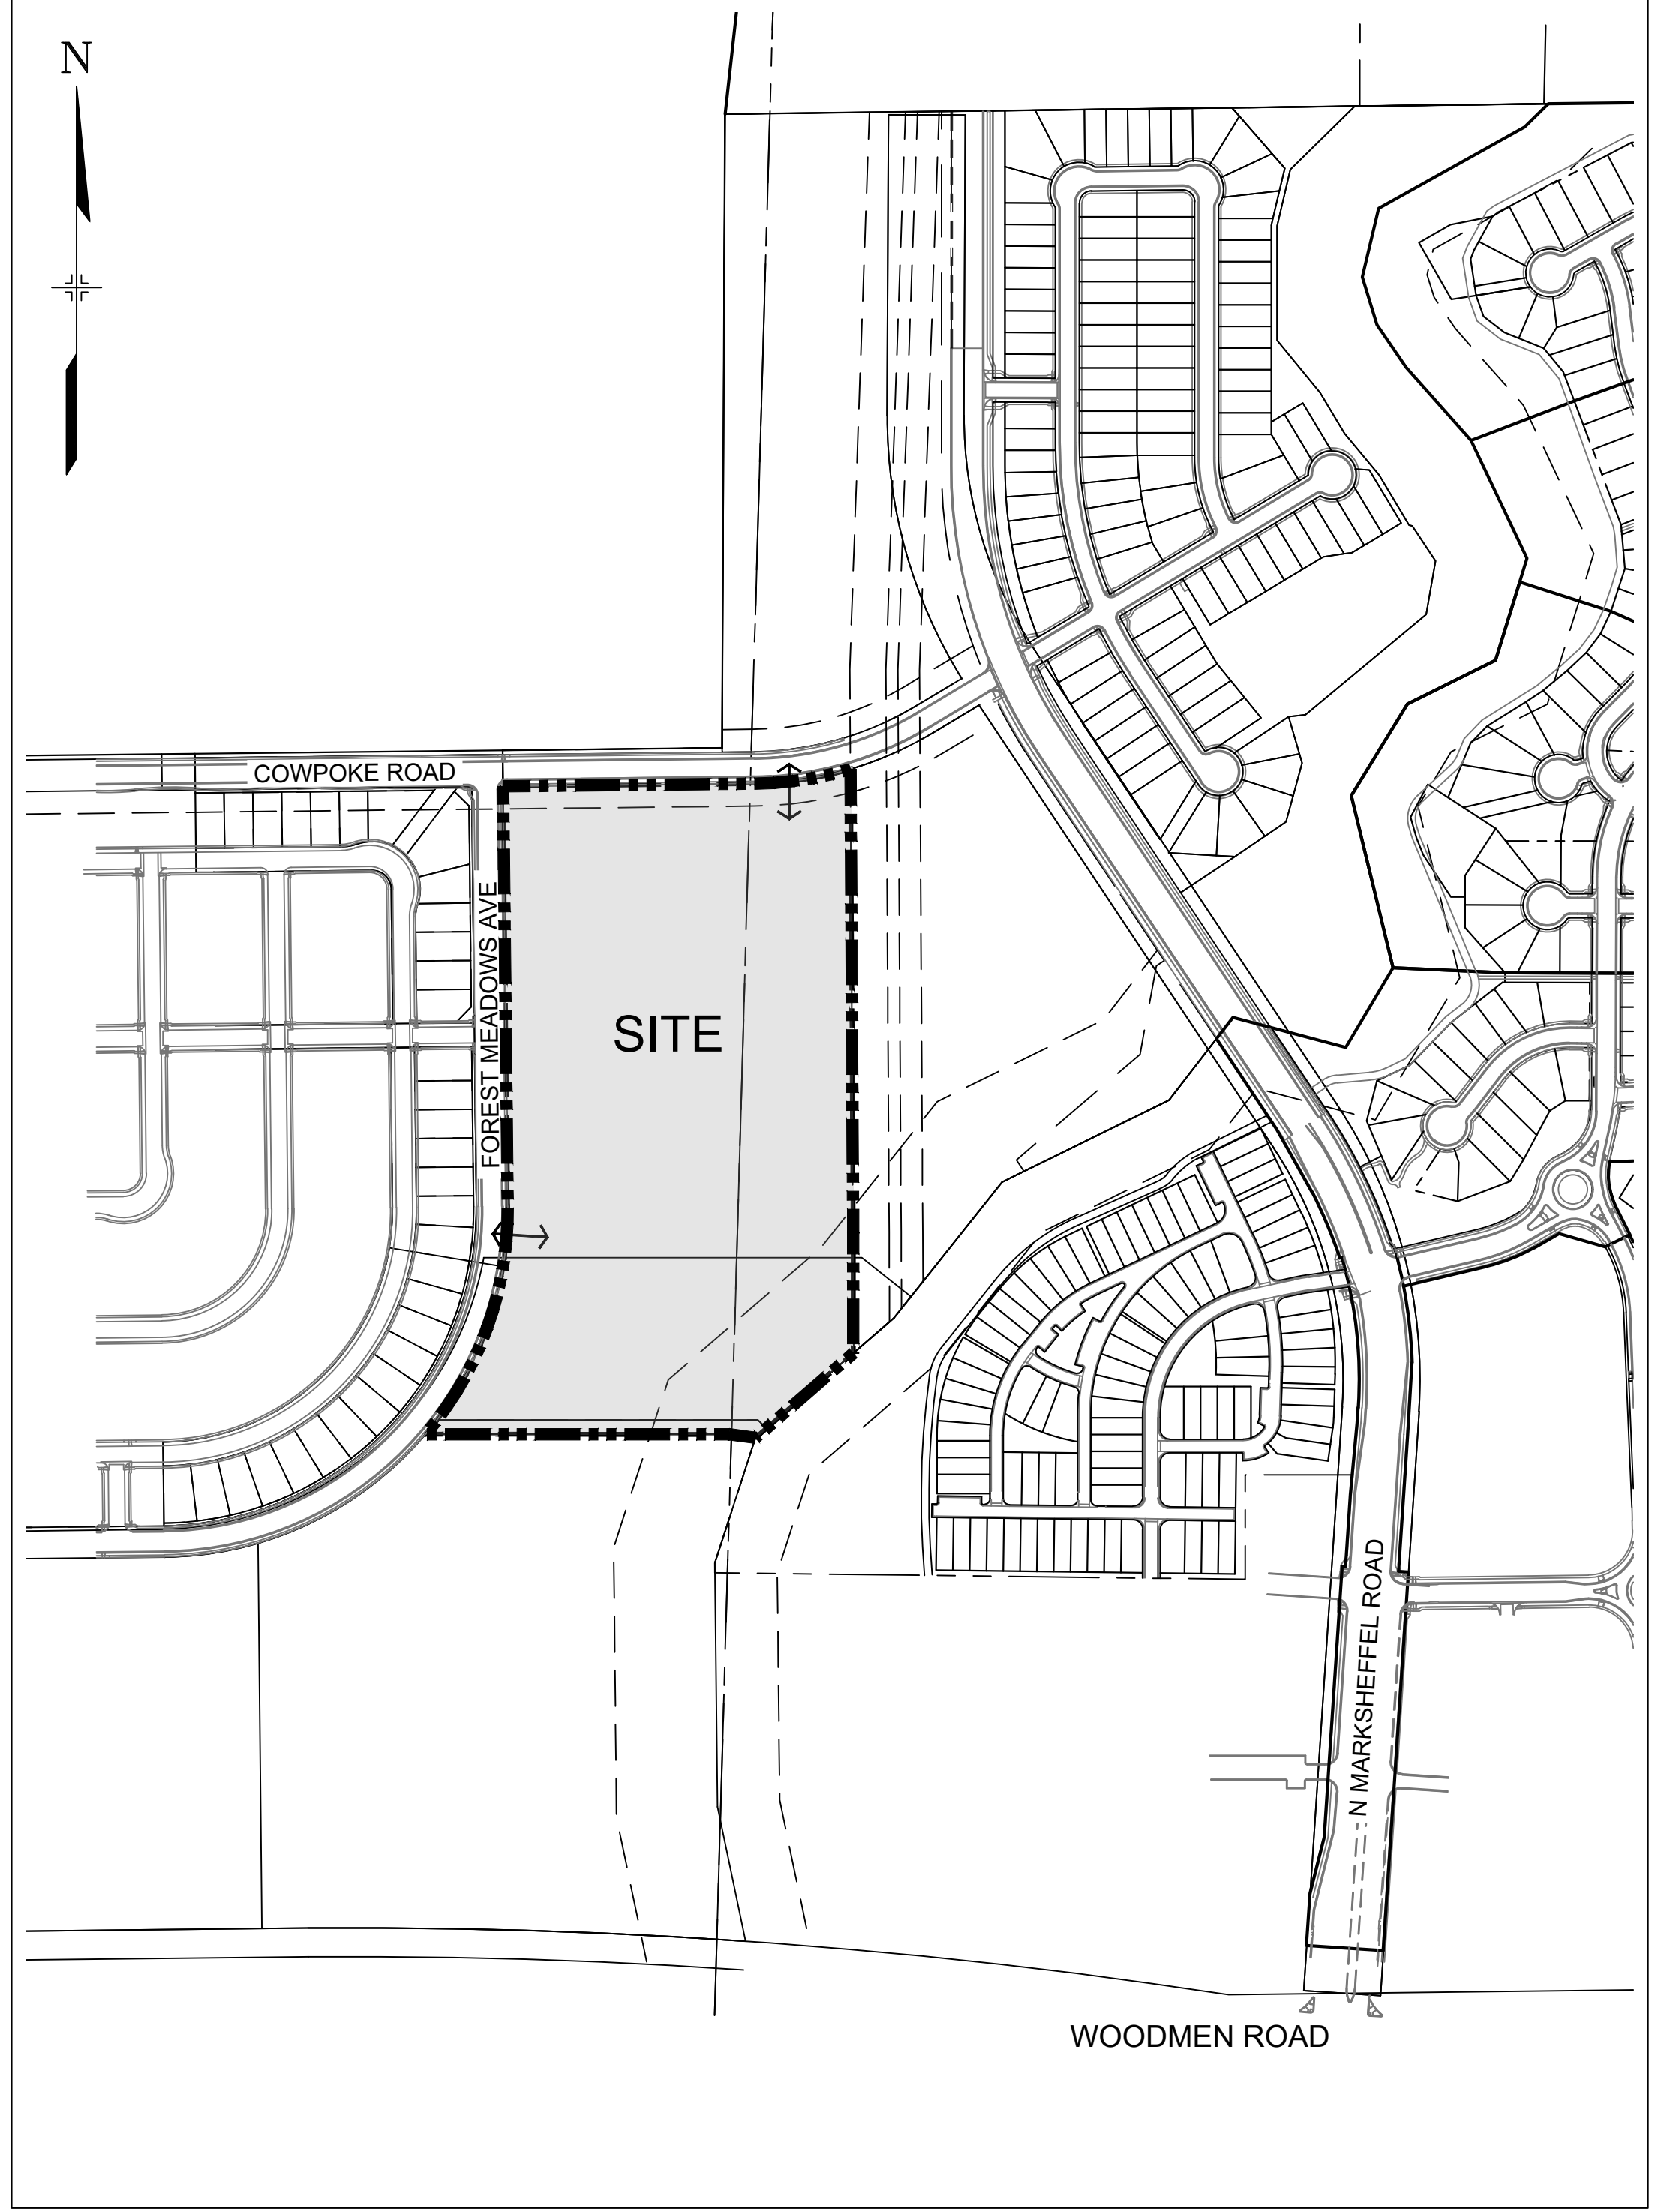 N
COWPOKE ROAD
FOREST MEADOWS AVE
SITE
N MARKSHEFFEL ROAD
WOODMEN ROAD